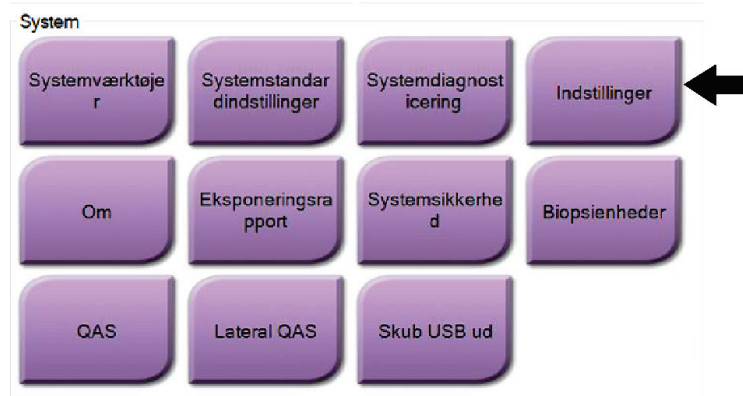 System
Systemværktøje
r
Systemstandar
dindstillinger
Systemdiagnost
icering
Indstillinger
Om
Eksponeringsra
pport
Systemsikkerhe
d
Biopsienheder
QAS
Lateral QAS
Skub USB ud